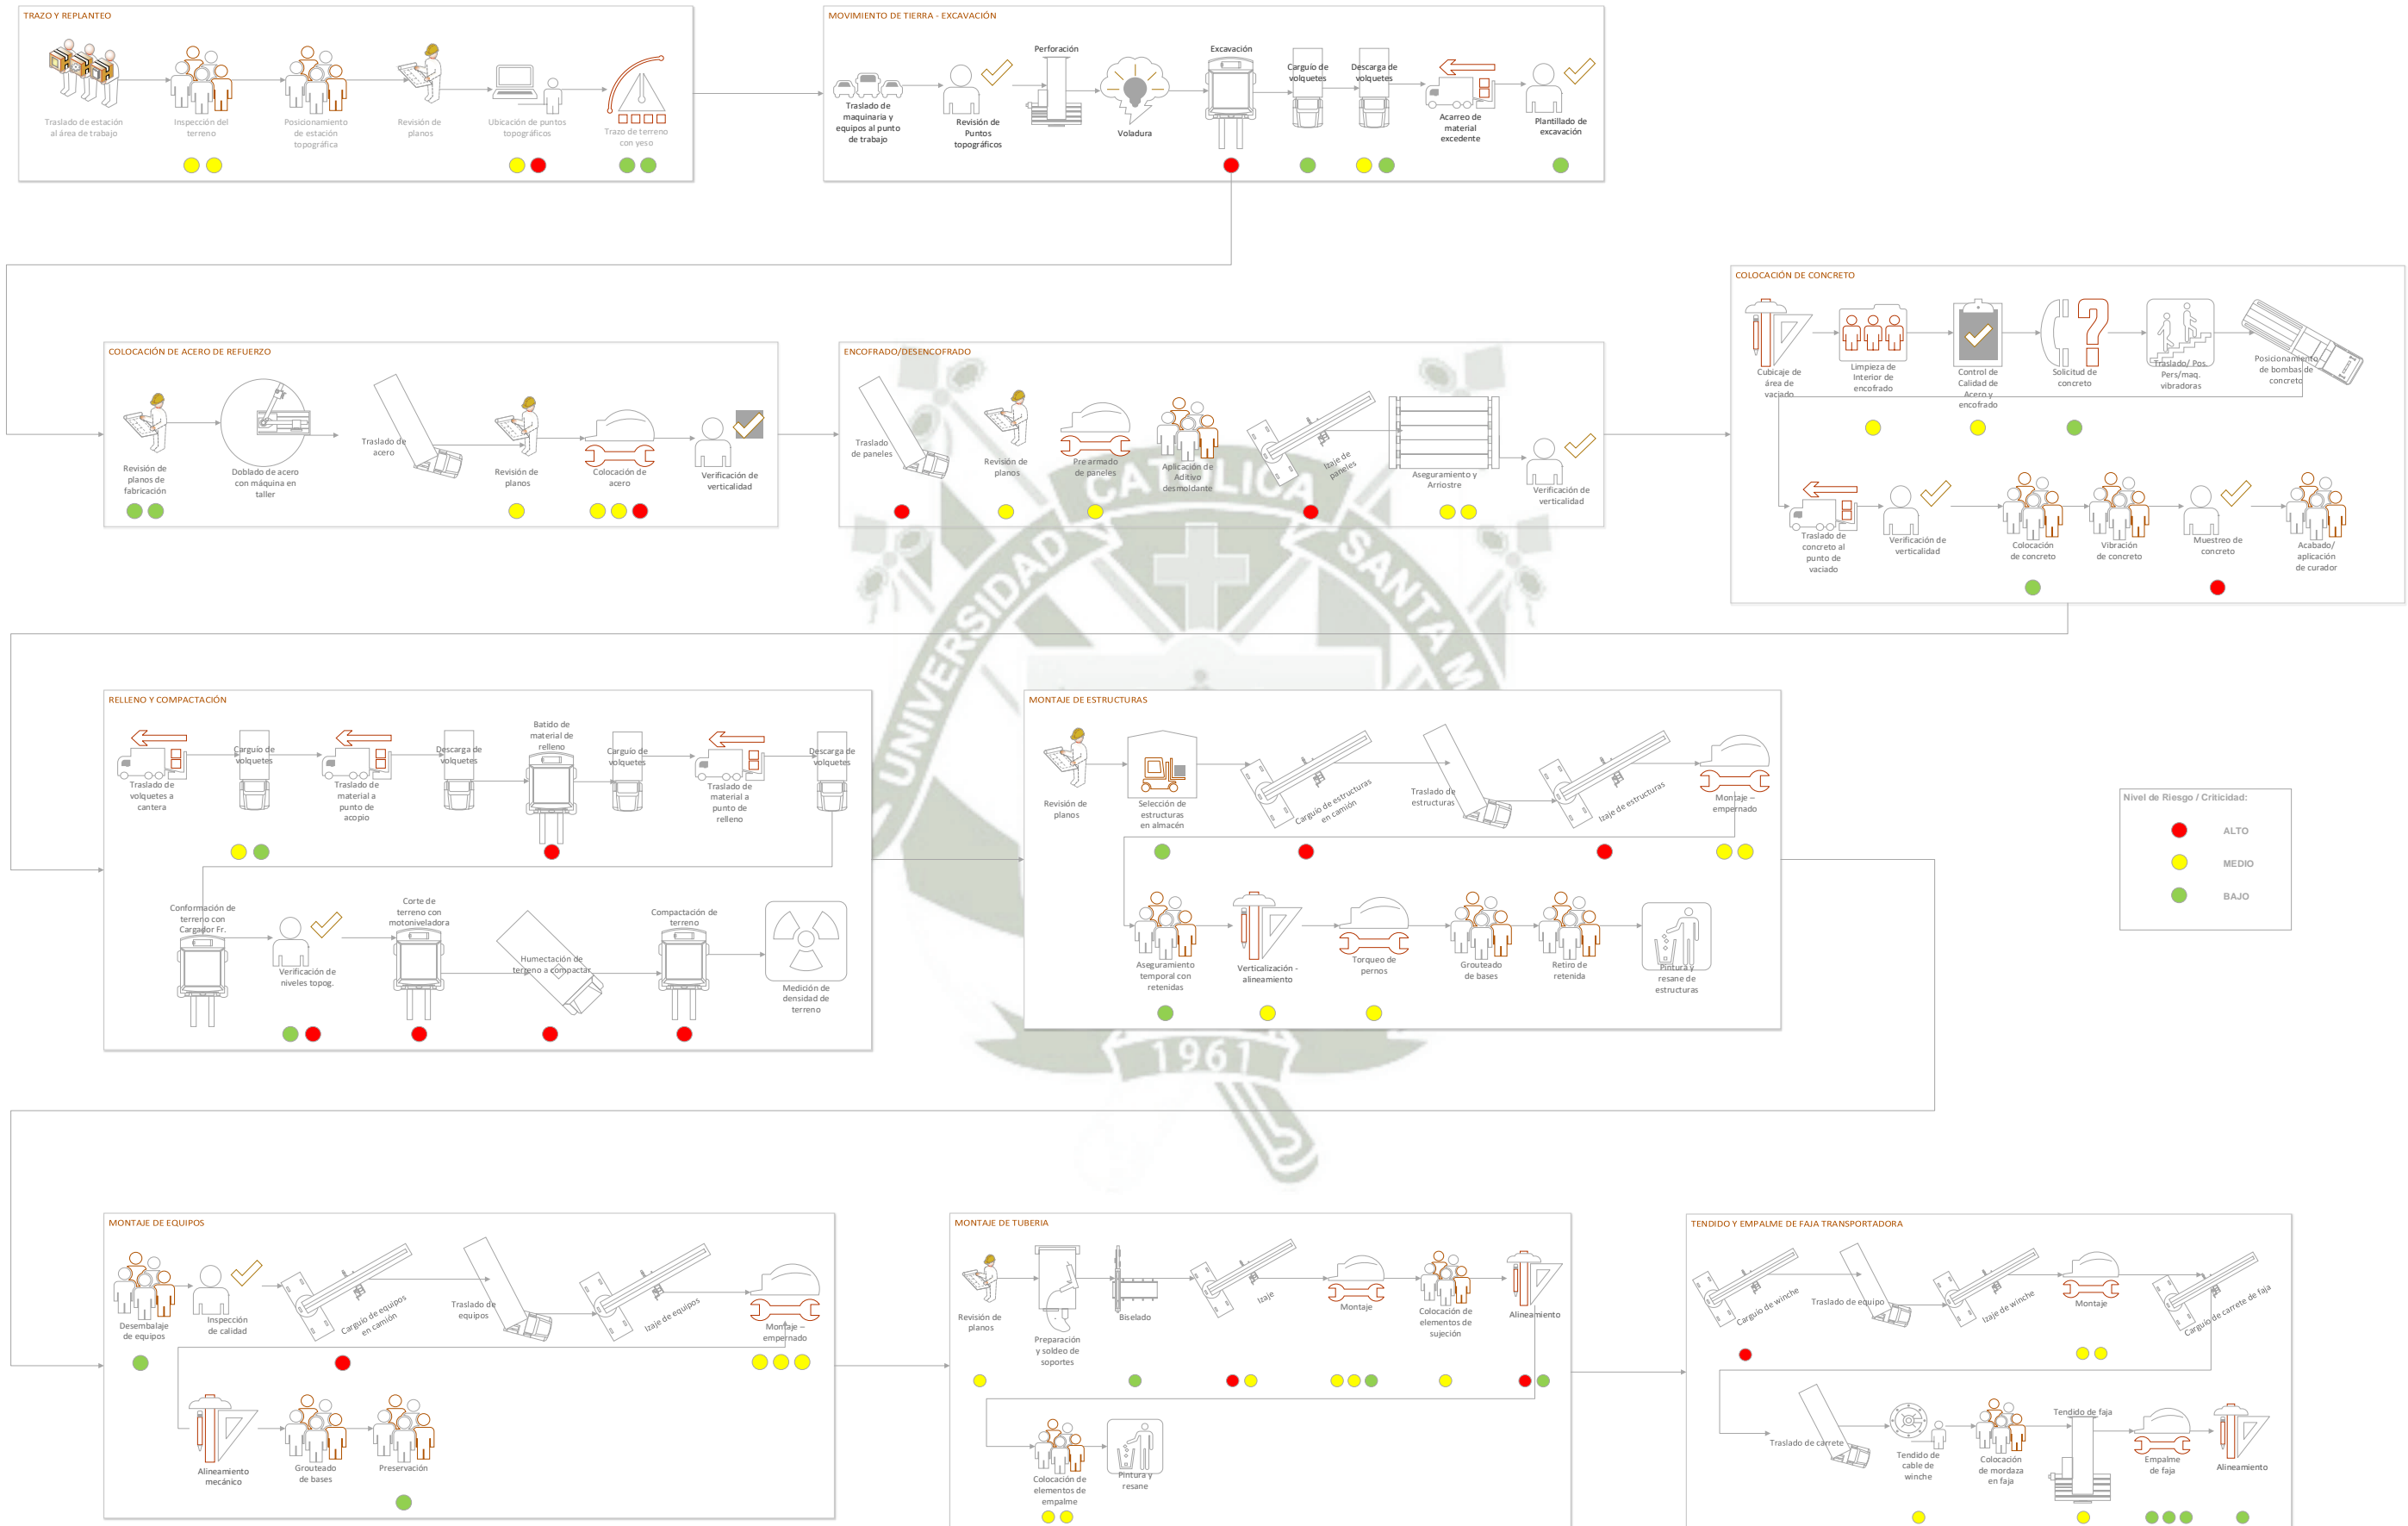 TRAZO Y REPLANTEO
Traslado de estación
al área de trabajo
Inspección del
terreno
Posicionamiento
de estación
topográfica
Revisión de
planos
Ubicación de puntos
topográficos
Trazo de terreno
con yeso
MOVIMIENTO DE TIERRA - EXCAVACIÓN
Traslado de
maquinaria y
equipos al punto
de trabajo
Revisión de
Puntos
topográficos
Perforación
Voladura
Excavación
Carguío de
volquetes
Descarga de
volquetes
Acarreo de
material
excedente
Plantillado de
excavación
COLOCACIÓN DE ACERO DE REFUERZO
Revisión de
planos de
fabricación
Doblado de acero
con máquina en
taller
Traslado de
acero
Revisión de
planos
Colocación de
acero
Verificación de
verticalidad
ENCOFRADO/DESENCOFRADO
Traslado
de paneles
Revisión de
planos
Pre armado
de paneles
Aplicación de
Aditivo
desmoldante
Izaje de
paneles
Aseguramiento y
Arriostre
Verificación de
verticalidad
COLOCACIÓN DE CONCRETO
Cubicaje de
área de
vaciado
Limpieza de
Interior de
encofrado
Control de
Calidad de
Acero y
encofrado
Solicitud de
concreto
Traslado/ Pos.
Pers/maq.
vibradoras
Posicionamiento
de bombas de
concreto
Traslado de
concreto al
punto de
vaciado
Verificación de
verticalidad
Colocación
de concreto
Vibración
de concreto
Muestreo de
concreto
Acabado/
aplicación
de curador
RELLENO Y COMPACTACIÓN
Traslado de
volquetes a
cantera
Carguío de
volquetes
Traslado de
material a
punto de
acopio
Descarga de
volquetes
Batido de
material de
relleno
Carguío de
volquetes
Traslado de
material a
punto de
relleno
Descarga de
volquetes
Conformación de
terreno con
Cargador Fr.
Verificación de
niveles topog.
Corte de
terreno con
motoniveladora
Humectación de
terreno a compactar
Compactación de
terreno
Medición de
densidad de
terreno
MONTAJE DE ESTRUCTURAS
Revisión de
planos
Selección de
estructuras
en almacén
Carguío de estructuras
en camión
Traslado de
estructuras
Izaje de estructuras
Montaje –
empernado
Aseguramiento
temporal con
retenidas
Verticalización -
alineamiento
Torqueo de
pernos
Grouteado
de bases
Retiro de
retenida
Pintura y
resane de
estructuras
Nivel de Riesgo / Criticidad:
ALTO
MEDIO
BAJO
MONTAJE DE EQUIPOS
Desembalaje
de equipos
Inspección
de calidad
Carguío de equipos
en camión
Traslado de
equipos
Izaje de equipos
Montaje –
empernado
Alineamiento
mecánico
Grouteado
de bases
Preservación
MONTAJE DE TUBERIA
Revisión de
planos
Preparación
y soldeo de
soportes
Biselado
Izaje
Montaje
Colocación de
elementos de
sujeción
Alineamiento
Colocación de
elementos de
empalme
Pintura y
resane
TENDIDO Y EMPALME DE FAJA TRANSPORTADORA
Carguío de winche
Traslado de equipo
Izaje de winche
Montaje
Carguío de carrete de faja
Traslado de carrete
Tendido de
cable de
winche
Colocación
de mordaza
en faja
Tendido de faja
Empalme
de faja
Alineamiento
UNIVERSIDAD CATÓLICA SANTA M
1961